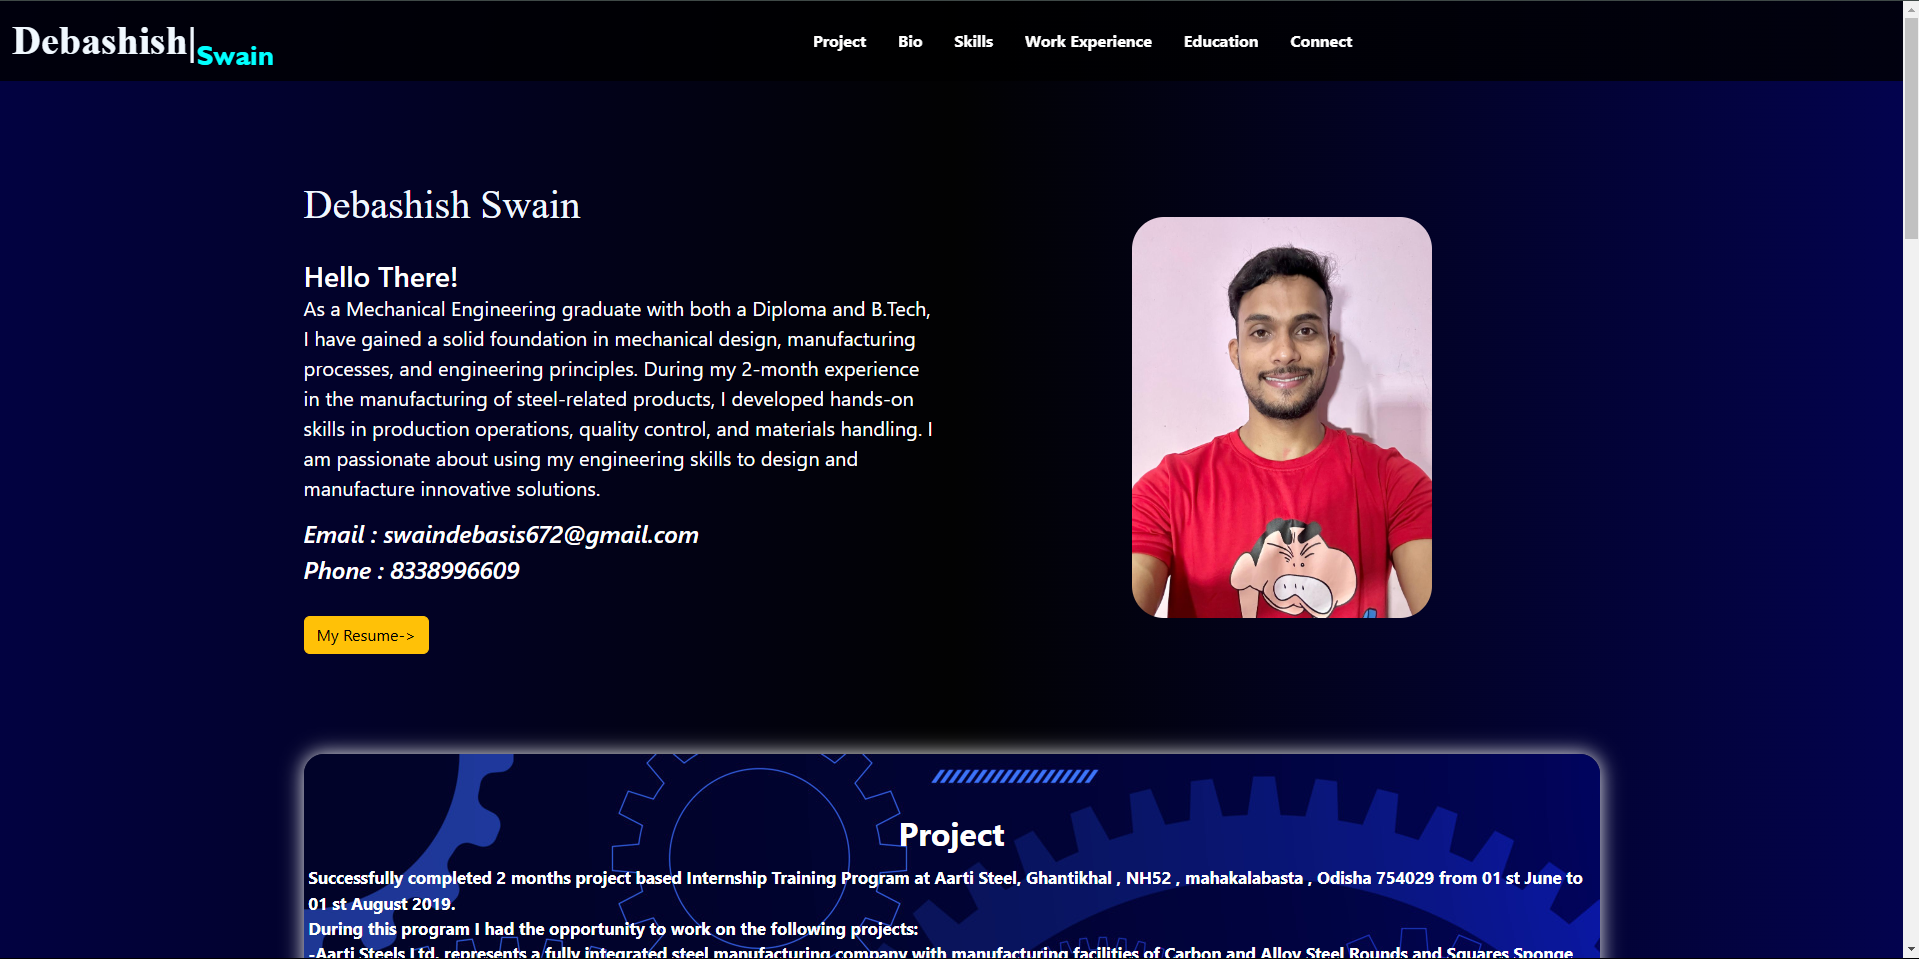 Debashish|Swain
Project Bio Skills Work Experience Education Connect
Debashish Swain
Hello There!
As a Mechanical Engineering graduate with both a Diploma and B.Tech,
I have gained a solid foundation in mechanical design, manufacturing
processes, and engineering principles. During my 2-month experience
in the manufacturing of steel-related products, I developed hands-on
skills in production operations, quality control, and materials handling. I
am passionate about using my engineering skills to design and
manufacture innovative solutions.
Email : swaindebasis672@gmail.com
Phone : 8338996609
My Resume->
Project
Successfully completed 2 months project based Internship Training Program at Aarti Steel, Ghantikhal , NH52 , mahakalabasta , Odisha 754029 from 01 st June to
01 st August 2019.
During this program I had the opportunity to work on the following projects:
-Aarti Steels Ltd. represents a fully integrated steel manufacturing company with manufacturing facilities of Carbon and Alloy Steel Rounds and Squares Sponge